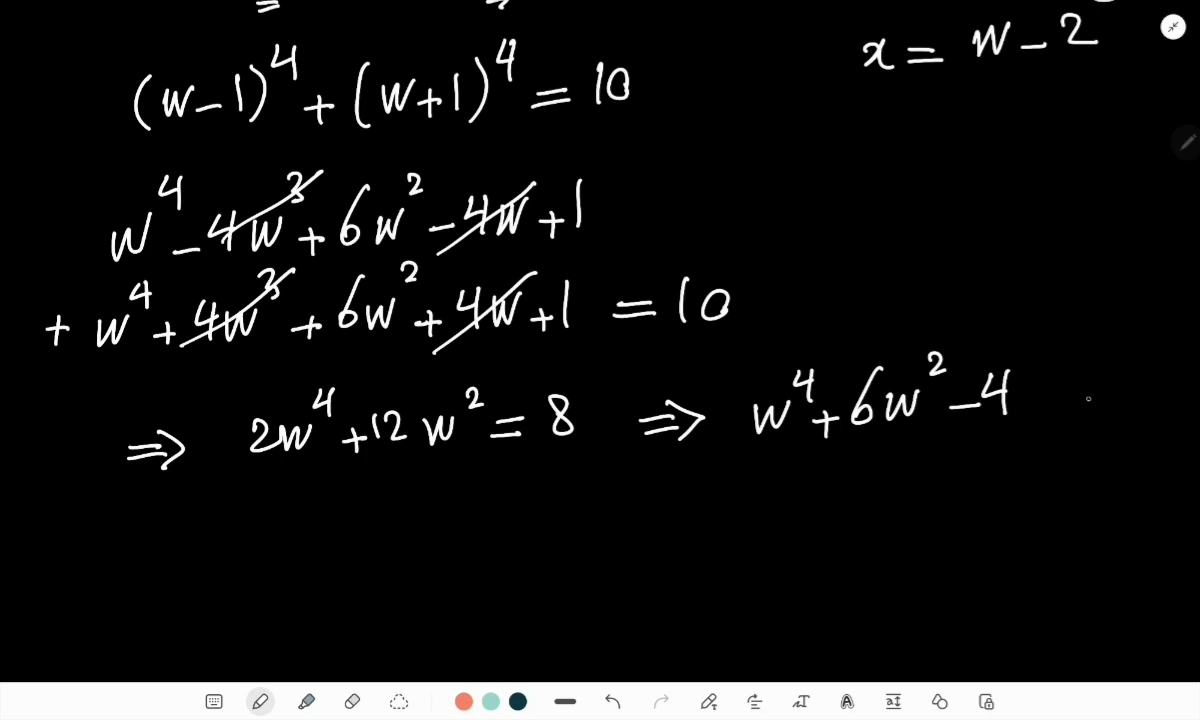 x = w - 2
(w-1)^4 + (w+1)^4 = 10
w^4 - 4w^3 + 6w^2 - 4w + 1
+ w^4 + 4w^3 + 6w^2 + 4w + 1 = 10
⇒ 2w^4 + 12w^2 = 8 ⇒ w^4 + 6w^2 - 4